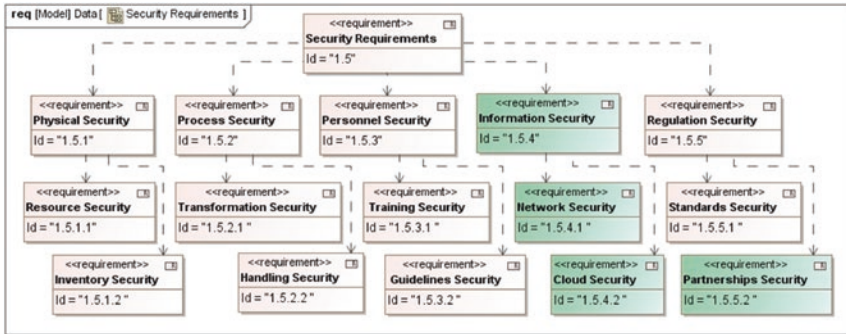 req [Model] Data [ Security Requirements ]
<<requirement>>
Security Requirements
Id = "1.5"
<<requirement>>
Physical Security
Id = "1.5.1"
<<requirement>>
Process Security
Id = "1.5.2"
<<requirement>>
Personnel Security
Id = "1.5.3"
<<requirement>>
Information Security
Id = "1.5.4"
<<requirement>>
Regulation Security
Id = "1.5.5"
<<requirement>>
Resource Security
Id = "1.5.1.1"
<<requirement>>
Transformation Security
Id = "1.5.2.1 "
<<requirement>>
Training Security
Id = "1.5.3.1 "
<<requirement>>
Network Security
Id = "1.5.4.1 "
<<requirement>>
Standards Security
Id = "1.5.5.1 "
<<requirement>>
Inventory Security
Id = "1.5.1.2 "
<<requirement>>
Handling Security
Id = "1.5.2.2 "
<<requirement>>
Guidelines Security
Id = "1.5.3.2 "
<<requirement>>
Cloud Security
Id = "1.5.4.2 "
<<requirement>>
Partnerships Security
Id = "1.5.5.2 "